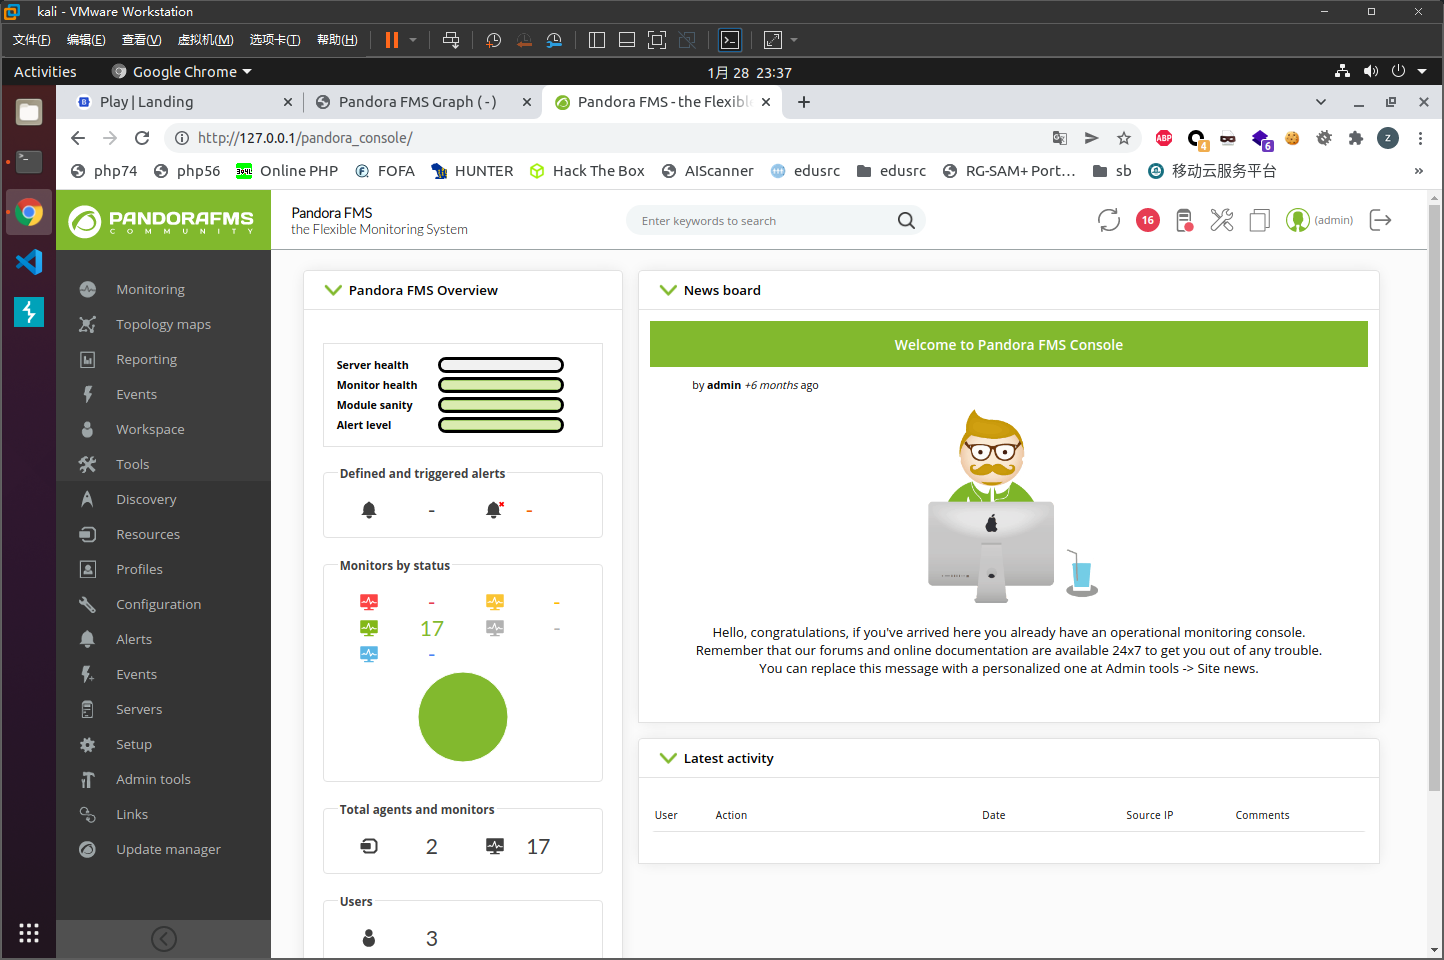 kali - VMware Workstation
文件(F) 编辑(E) 查看(V) 虚拟机(M) 选项卡(T) 帮助(H)
Activities Google Chrome 1月 28 23:37
Play | Landing Pandora FMS Graph ( - ) Pandora FMS - the Flexibl
http://127.0.0.1/pandora_console/ ABP 4 6 z
php74 php56 Online PHP FOFA HUNTER Hack The Box AIScanner edusrc edusrc RG-SAM+ Port… sb 移动云服务平台 »
PANDORAFMS
COMMUNITY
Pandora FMS
the Flexible Monitoring System
Enter keywords to search
16 (admin)
Monitoring
Topology maps
Reporting
Events
Workspace
Tools
Discovery
Resources
Profiles
Configuration
Alerts
Events
Servers
Setup
Admin tools
Links
Update manager
Pandora FMS Overview
Server health
Monitor health
Module sanity
Alert level
Defined and triggered alerts
- -
Monitors by status
- -
17 -
-
Total agents and monitors
2 17
Users
3
News board
Welcome to Pandora FMS Console
by admin +6 months ago
Hello, congratulations, if you've arrived here you already have an operational monitoring console.
Remember that our forums and online documentation are available 24x7 to get you out of any trouble.
You can replace this message with a personalized one at Admin tools -> Site news.
Latest activity
User Action Date Source IP Comments